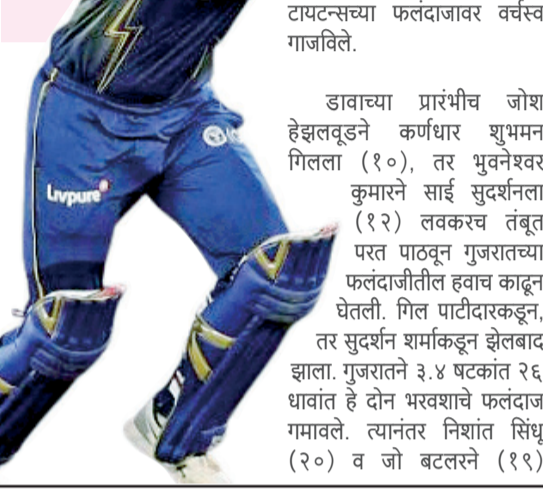 टायटन्सच्या फलंदाजावर वर्चस्व
गाजविले.
डावाच्या प्रारंभीच जोश
हेझलवूडने कर्णधार शुभमन
गिलला (१०), तर भुवनेश्वर
कुमारने साई सुदर्शनला
(१२) लवकरच तंबूत
परत पाठवून गुजरातच्या
फलंदाजीतील हवाच काढून
घेतली. गिल पाटीदारकडून,
तर सुदर्शन शर्माकडून झेलबाद
झाला. गुजरातने ३.४ षटकांत २६
धावांत हे दोन भरवशाचे फलंदाज
गमावले. त्यानंतर निशांत सिंधू
(२०) व जो बटलरने (१९)
Livpure